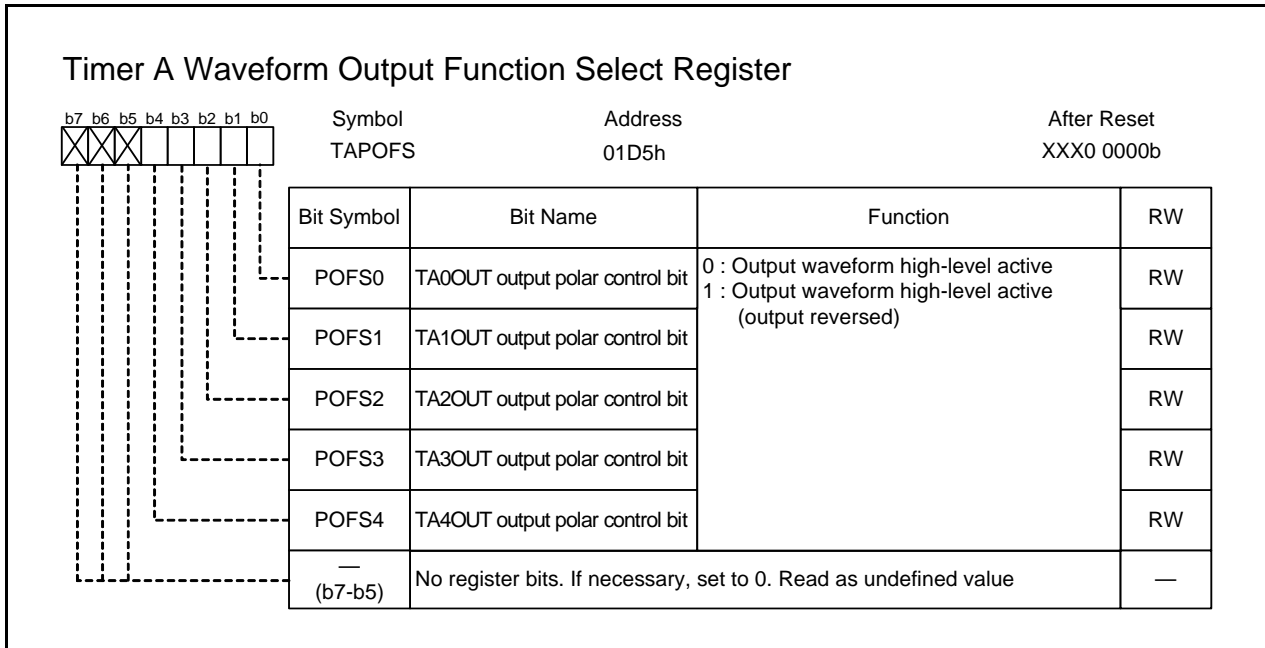 Timer A Waveform Output Function Select Register
b7 b6 b5 b4 b3 b2 b1 b0
Symbol Address After Reset
TAPOFS 01D5h XXX0 0000b
Bit Symbol Bit Name Function RW
POFS0 TA0OUT output polar control bit 0 : Output waveform high-level active RW
1 : Output waveform high-level active
(output reversed)
POFS1 TA1OUT output polar control bit RW
POFS2 TA2OUT output polar control bit RW
POFS3 TA3OUT output polar control bit RW
POFS4 TA4OUT output polar control bit RW
—
(b7-b5) No register bits. If necessary, set to 0. Read as undefined value —